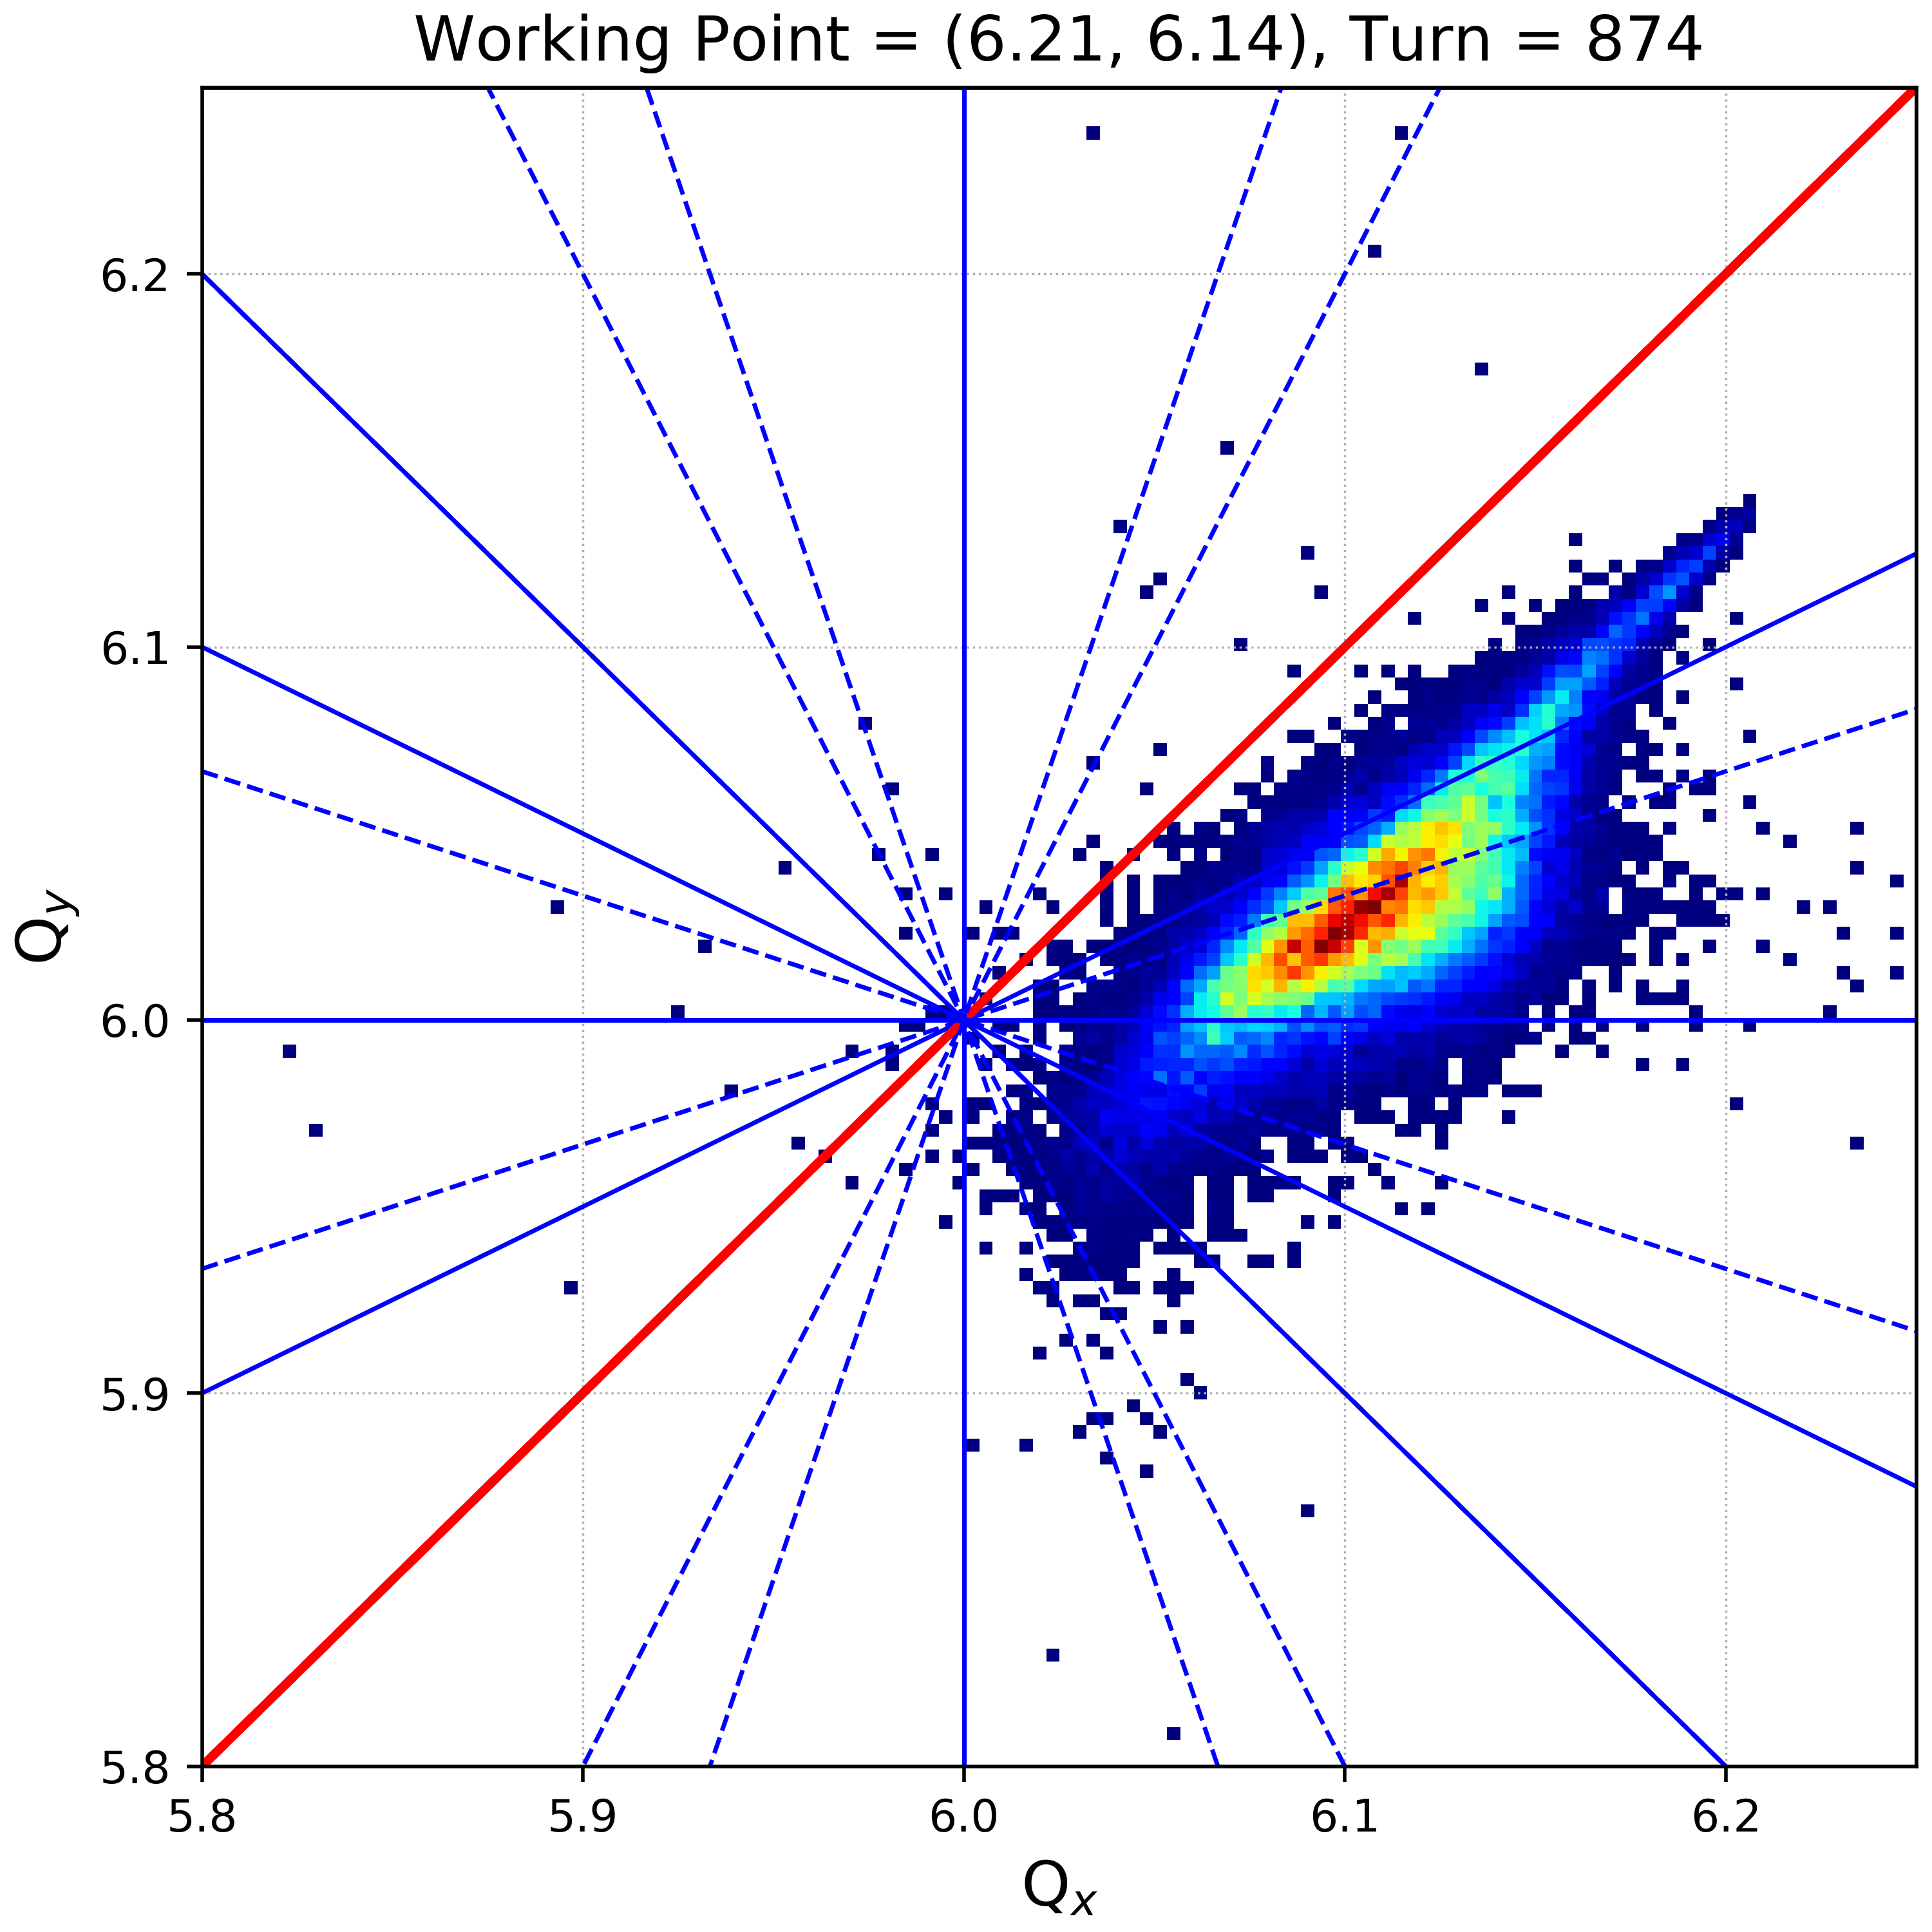 Working Point = (6.21, 6.14), Turn = 874
6.2
6.1
6.0
5.9
5.8
Qy
5.8 5.9 6.0 6.1 6.2
Qx